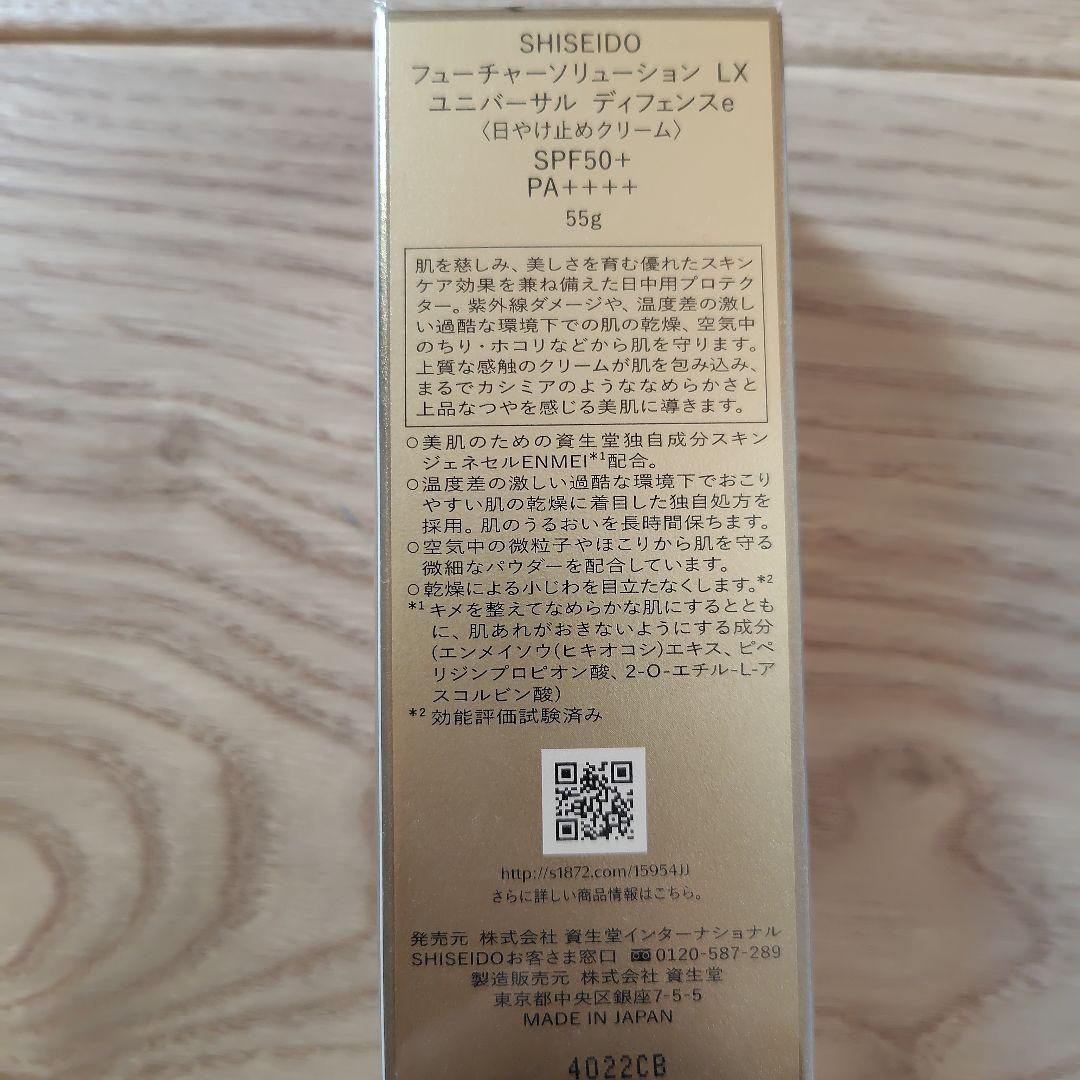 SHISEIDO
フューチャーソリューション LX
ユニバーサル ディフェンスe
〈日やけ止めクリーム〉
SPF50+
PA++++
55g
肌を慈しみ、美しさを育む優れたスキン
ケア効果を兼ね備えた日中用プロテク
ター。紫外線ダメージや、温度差の激し
い過酷な環境下での肌の乾燥、空気中
のちり・ホコリなどから肌を守ります。
上質な感触のクリームが肌を包み込み、
まるでカシミアのようななめらかさと
上品なつやを感じる美肌に導きます。
○美肌のための資生堂独自成分スキン
ジェネセルENMEI*1配合。
○温度差の激しい過酷な環境下でおこり
やすい肌の乾燥に着目した独自処方を
採用。肌のうるおいを長時間保ちます。
○空気中の微粒子やほこりから肌を守る
微細なパウダーを配合しています。
○乾燥による小じわを目立たなくします。*2
*1 キメを整えてなめらかな肌にするととも
に、肌あれがおきないようにする成分
(エンメイソウ(ヒキオコシ)エキス、ピペ
リジンプロピオン酸、2-O-エチル-L-ア
スコルビン酸)
*2 効能評価試験済み
http://s1872.com/15954JJ
さらに詳しい商品情報はこちら。
発売元 株式会社 資生堂インターナショナル
SHISEIDOお客さま窓口 0120-587-289
製造販売元 株式会社 資生堂
東京都中央区銀座7-5-5
MADE IN JAPAN
4022CB